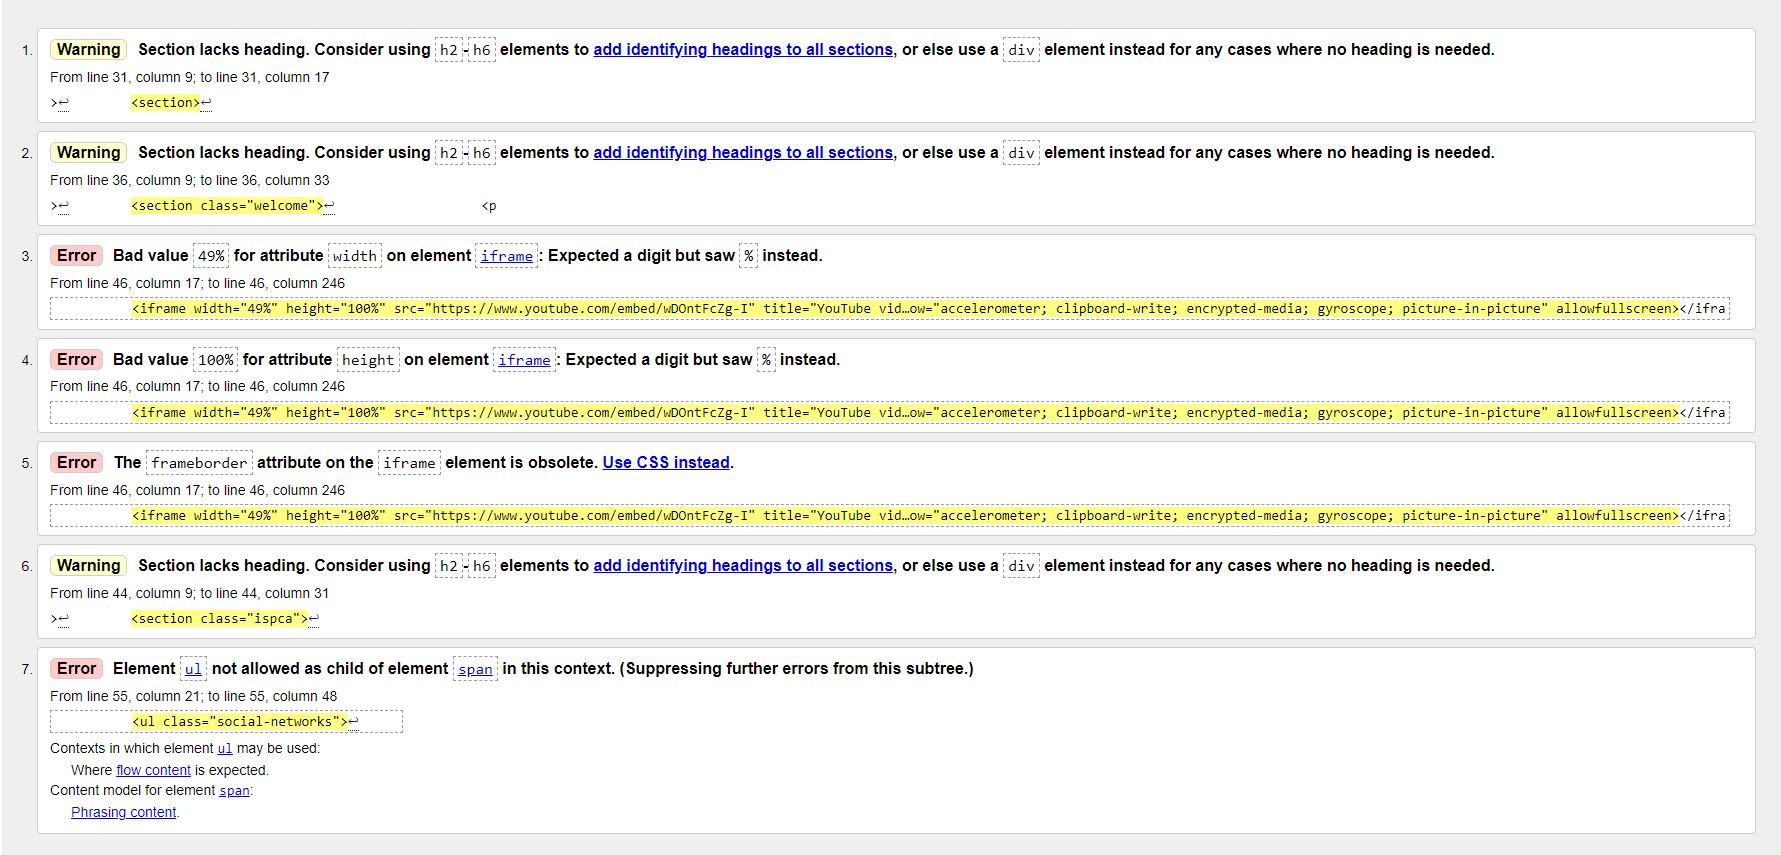 1. Warning Section lacks heading. Consider using h2-h6 elements to add identifying headings to all sections, or else use a div element instead for any cases where no heading is needed.
From line 31, column 9; to line 31, column 17
>↩ <section>↩
2. Warning Section lacks heading. Consider using h2-h6 elements to add identifying headings to all sections, or else use a div element instead for any cases where no heading is needed.
From line 36, column 9; to line 36, column 33
>↩ <section class="welcome">↩ <p
3. Error Bad value 49% for attribute width on element iframe: Expected a digit but saw % instead.
From line 46, column 17; to line 46, column 246
<iframe width="49%" height="100%" src="https://www.youtube.com/embed/wDOntFcZg-I" title="YouTube vid…ow="accelerometer; clipboard-write; encrypted-media; gyroscope; picture-in-picture" allowfullscreen></ifra
4. Error Bad value 100% for attribute height on element iframe: Expected a digit but saw % instead.
From line 46, column 17; to line 46, column 246
<iframe width="49%" height="100%" src="https://www.youtube.com/embed/wDOntFcZg-I" title="YouTube vid…ow="accelerometer; clipboard-write; encrypted-media; gyroscope; picture-in-picture" allowfullscreen></ifra
5. Error The frameborder attribute on the iframe element is obsolete. Use CSS instead.
From line 46, column 17; to line 46, column 246
<iframe width="49%" height="100%" src="https://www.youtube.com/embed/wDOntFcZg-I" title="YouTube vid…ow="accelerometer; clipboard-write; encrypted-media; gyroscope; picture-in-picture" allowfullscreen></ifra
6. Warning Section lacks heading. Consider using h2-h6 elements to add identifying headings to all sections, or else use a div element instead for any cases where no heading is needed.
From line 44, column 9; to line 44, column 31
>↩ <section class="ispca">↩
7. Error Element ul not allowed as child of element span in this context. (Suppressing further errors from this subtree.)
From line 55, column 21; to line 55, column 48
<ul class="social-networks">↩
Contexts in which element ul may be used:
Where flow content is expected.
Content model for element span:
Phrasing content.